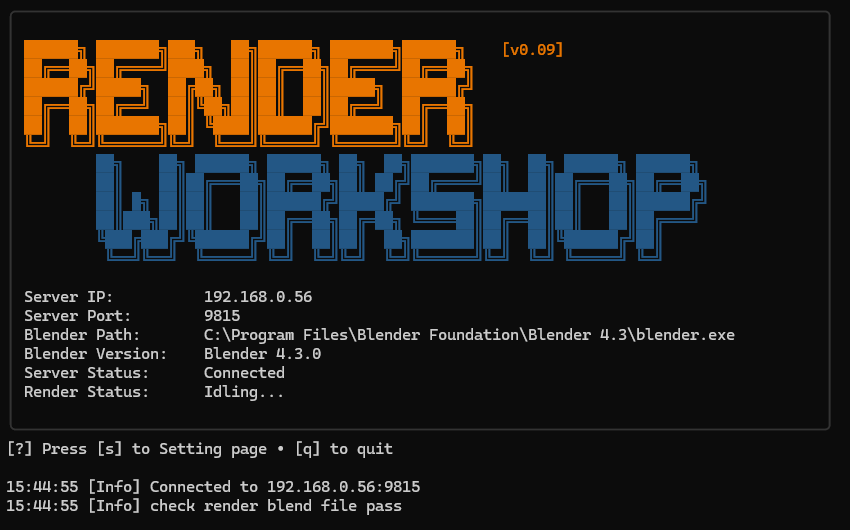 RENDER [v0.09]
WORKSHOP
Server IP: 192.168.0.56
Server Port: 9815
Blender Path: C:\Program Files\Blender Foundation\Blender 4.3\blender.exe
Blender Version: Blender 4.3.0
Server Status: Connected
Render Status: Idling...
[?] Press [s] to Setting page • [q] to quit
15:44:55 [Info] Connected to 192.168.0.56:9815
15:44:55 [Info] check render blend file pass